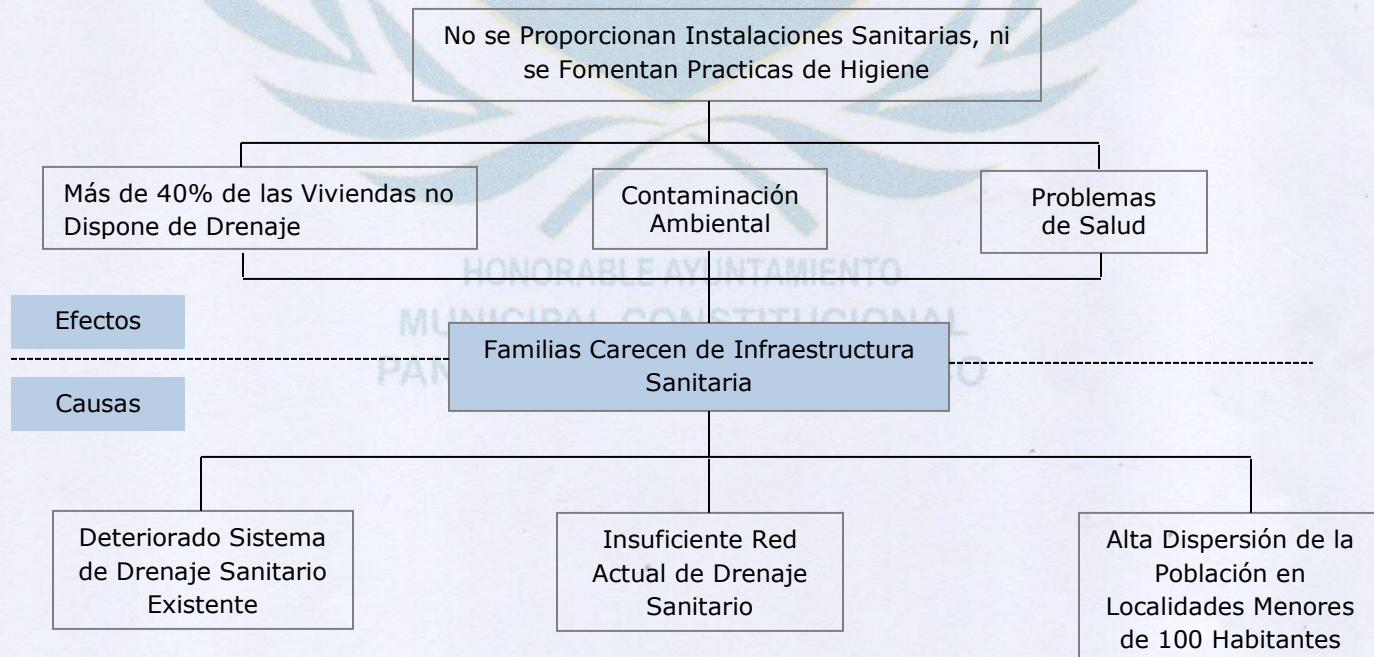 No se Proporcionan Instalaciones Sanitarias, ni
se Fomentan Practicas de Higiene
Más de 40% de las Viviendas no
Dispone de Drenaje
Contaminación
Ambiental
Problemas
de Salud
HONORABLE AYUNTAMIENTO
MUNICIPAL CONSTITUCIONAL
Efectos
Familias Carecen de Infraestructura
Sanitaria
Causas
Deteriorado Sistema
de Drenaje Sanitario
Existente
Insuficiente Red
Actual de Drenaje
Sanitario
Alta Dispersión de la
Población en
Localidades Menores
de 100 Habitantes